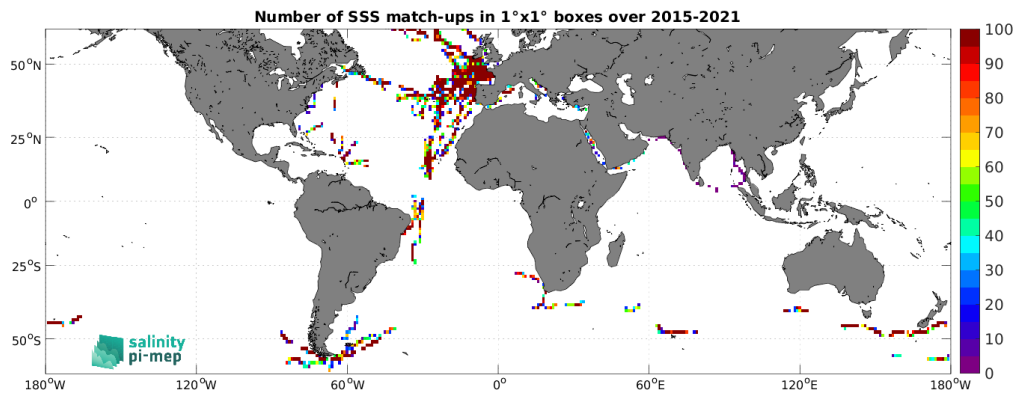 Number of SSS match-ups in 1°x1° boxes over 2015-2021
100
90
80
70
60
50
40
30
20
10
0
50°N
25°N
0°
25°S
50°S
salinity
pi-mep
180°W 120°W 60°W 0° 60°E 120°E 180°W